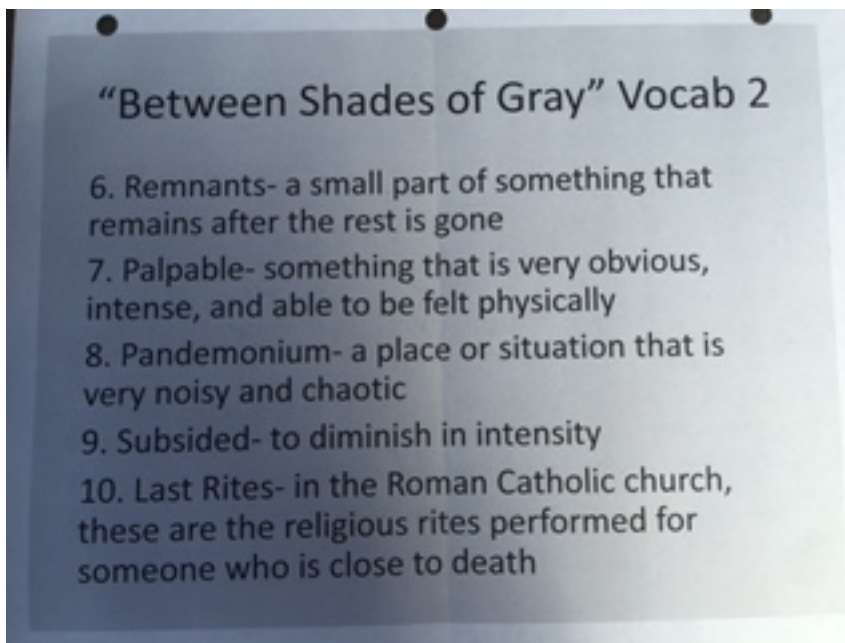 “Between Shades of Gray” Vocab 2
6. Remnants- a small part of something that
remains after the rest is gone
7. Palpable- something that is very obvious,
intense, and able to be felt physically
8. Pandemonium- a place or situation that is
very noisy and chaotic
9. Subsided- to diminish in intensity
10. Last Rites- in the Roman Catholic church,
these are the religious rites performed for
someone who is close to death